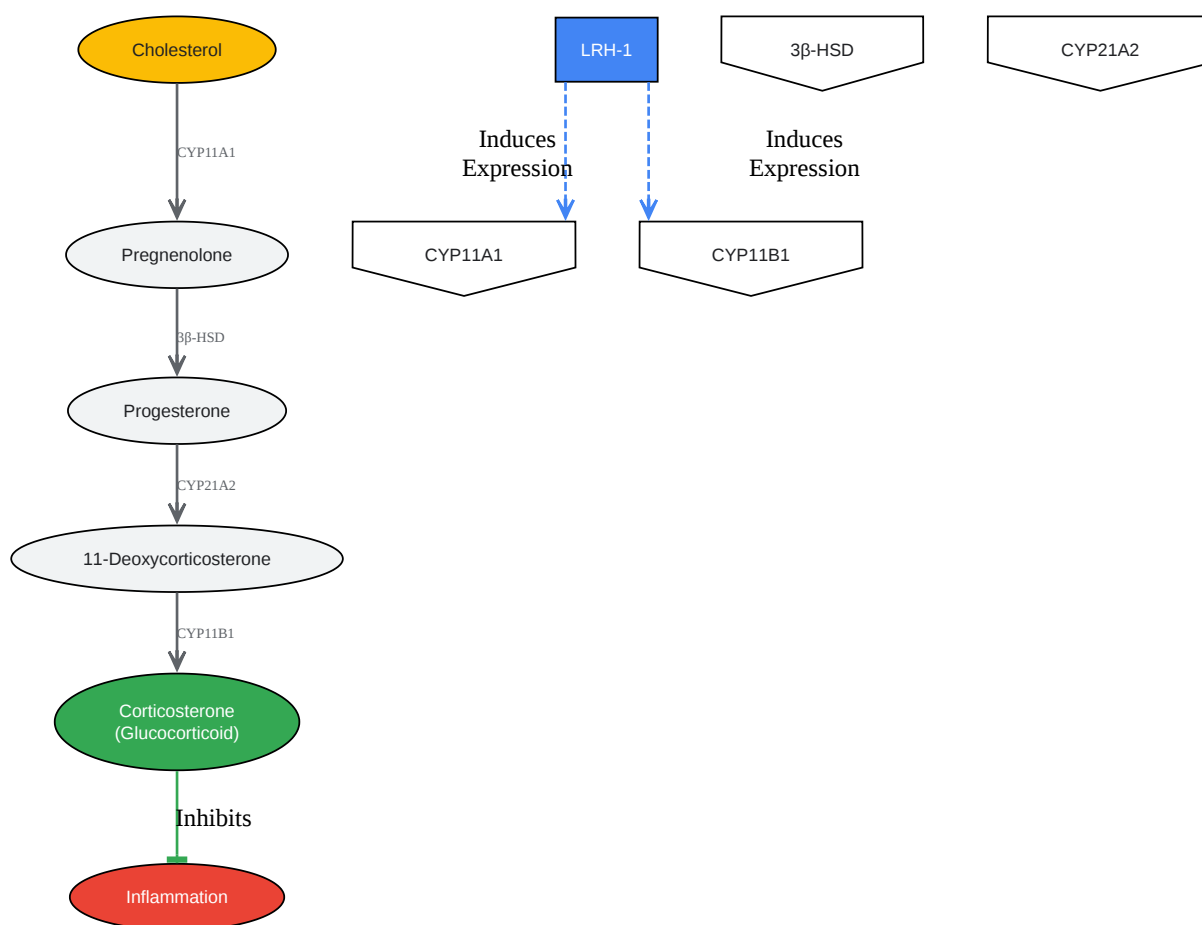 Cholesterol
LRH-1
3β-HSD
CYP21A2
CYP11A1
Induces
Expression
Induces
Expression
Pregnenolone
CYP11A1
CYP11B1
3β-HSD
Progesterone
CYP21A2
11-Deoxycorticosterone
CYP11B1
Corticosterone
(Glucocorticoid)
Inhibits
Inflammation